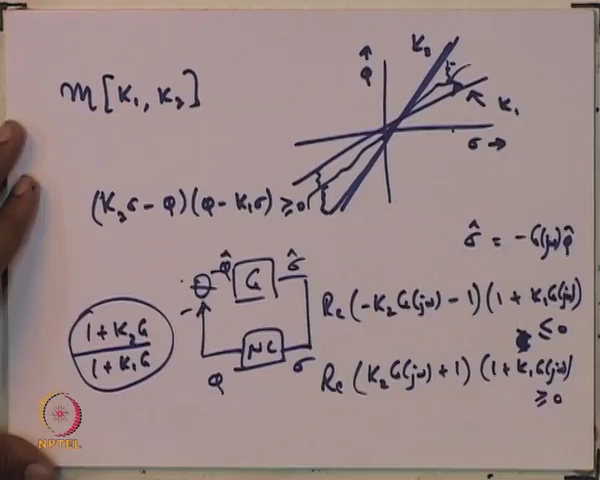 m[K₁, K₂]
φ̂
K₂
K₁
σ →
(K₂σ - φ)(φ - K₁σ) ≥ 0
σ̂ = -G(jω)φ̂
-φ̂
G
σ̂
-
NL
φ
σ
Re(-K₂G(jω) - 1)(1 + K₁G(jω))
≤ 0
Re(K₂G(jω) + 1)(1 + K₁G(jω))
≥ 0
1 + K₂G
1 + K₁G
NPTEL